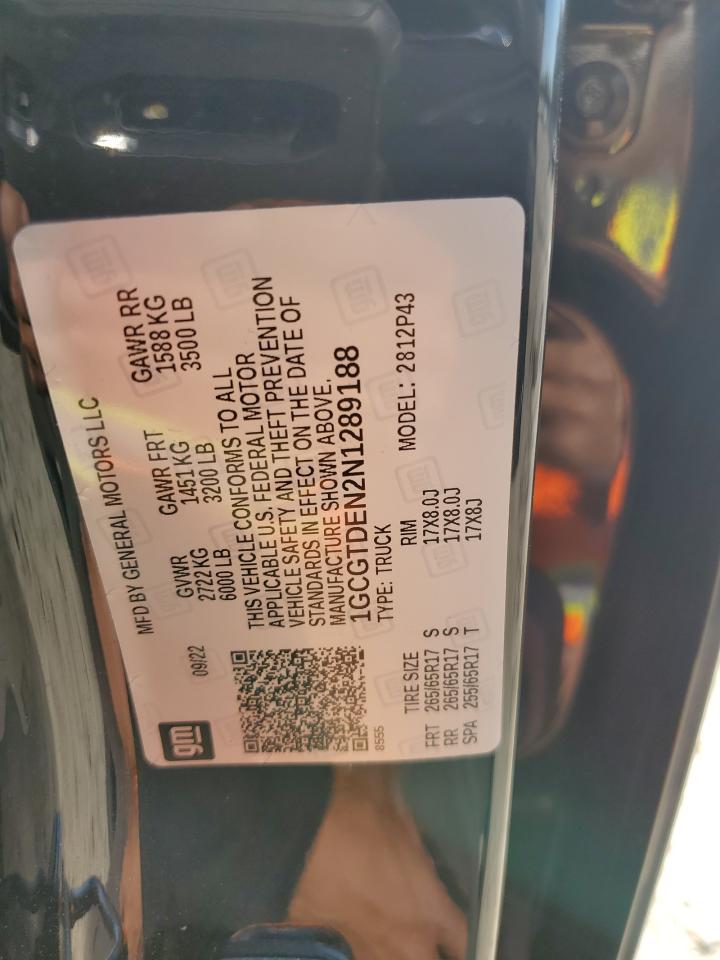 gm
MFD BY GENERAL MOTORS LLC
09/22
GVWR GAWR FRT GAWR RR
2722 KG 1451 KG 1588 KG
6000 LB 3200 LB 3500 LB
THIS VEHICLE CONFORMS TO ALL
APPLICABLE U.S. FEDERAL MOTOR
VEHICLE SAFETY AND THEFT PREVENTION
STANDARDS IN EFFECT ON THE DATE OF
MANUFACTURE SHOWN ABOVE.
1GCGTDEN2N1289188
8555
TYPE: TRUCK MODEL: 2812P43
TIRE SIZE RIM
FRT 265/65R17 S 17X8.0J
RR 265/65R17 S 17X8.0J
SPA 255/65R17 T 17X8J